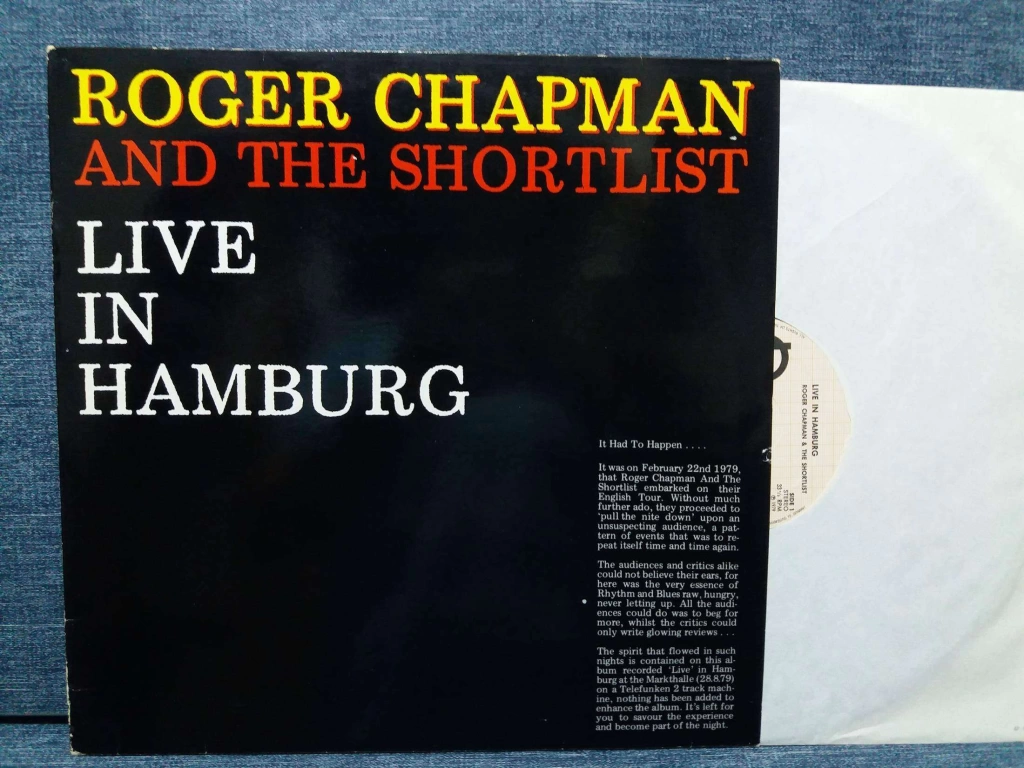 ROGER CHAPMAN
AND THE SHORTLIST
LIVE
IN
HAMBURG
It Had To Happen . . . .
It was on February 22nd 1979,
that Roger Chapman And The
Shortlist embarked on their
English Tour. Without much
further ado, they proceeded to
'pull the nite down' upon an
unsuspecting audience, a pat-
tern of events that was to re-
peat itself time and time again.
The audiences and critics alike
could not believe their ears, for
here was the very essence of
Rhythm and Blues raw, hungry,
never letting up. All the audi-
ences could do was to beg for
more, whilst the critics could
only write glowing reviews . . .
The spirit that flowed in such
nights is contained on this al-
bum recorded 'Live' in Ham-
burg at the Markthalle (28.8.79)
on a Telefunken 2 track mach-
ine, nothing has been added to
enhance the album. It's left for
you to savour the experience
and become part of the night.
LIVE IN HAMBURG
ROGER CHAPMAN & THE SHORTLIST
SIDE 1
STEREO
33 ⅓ RPM
℗ 1979